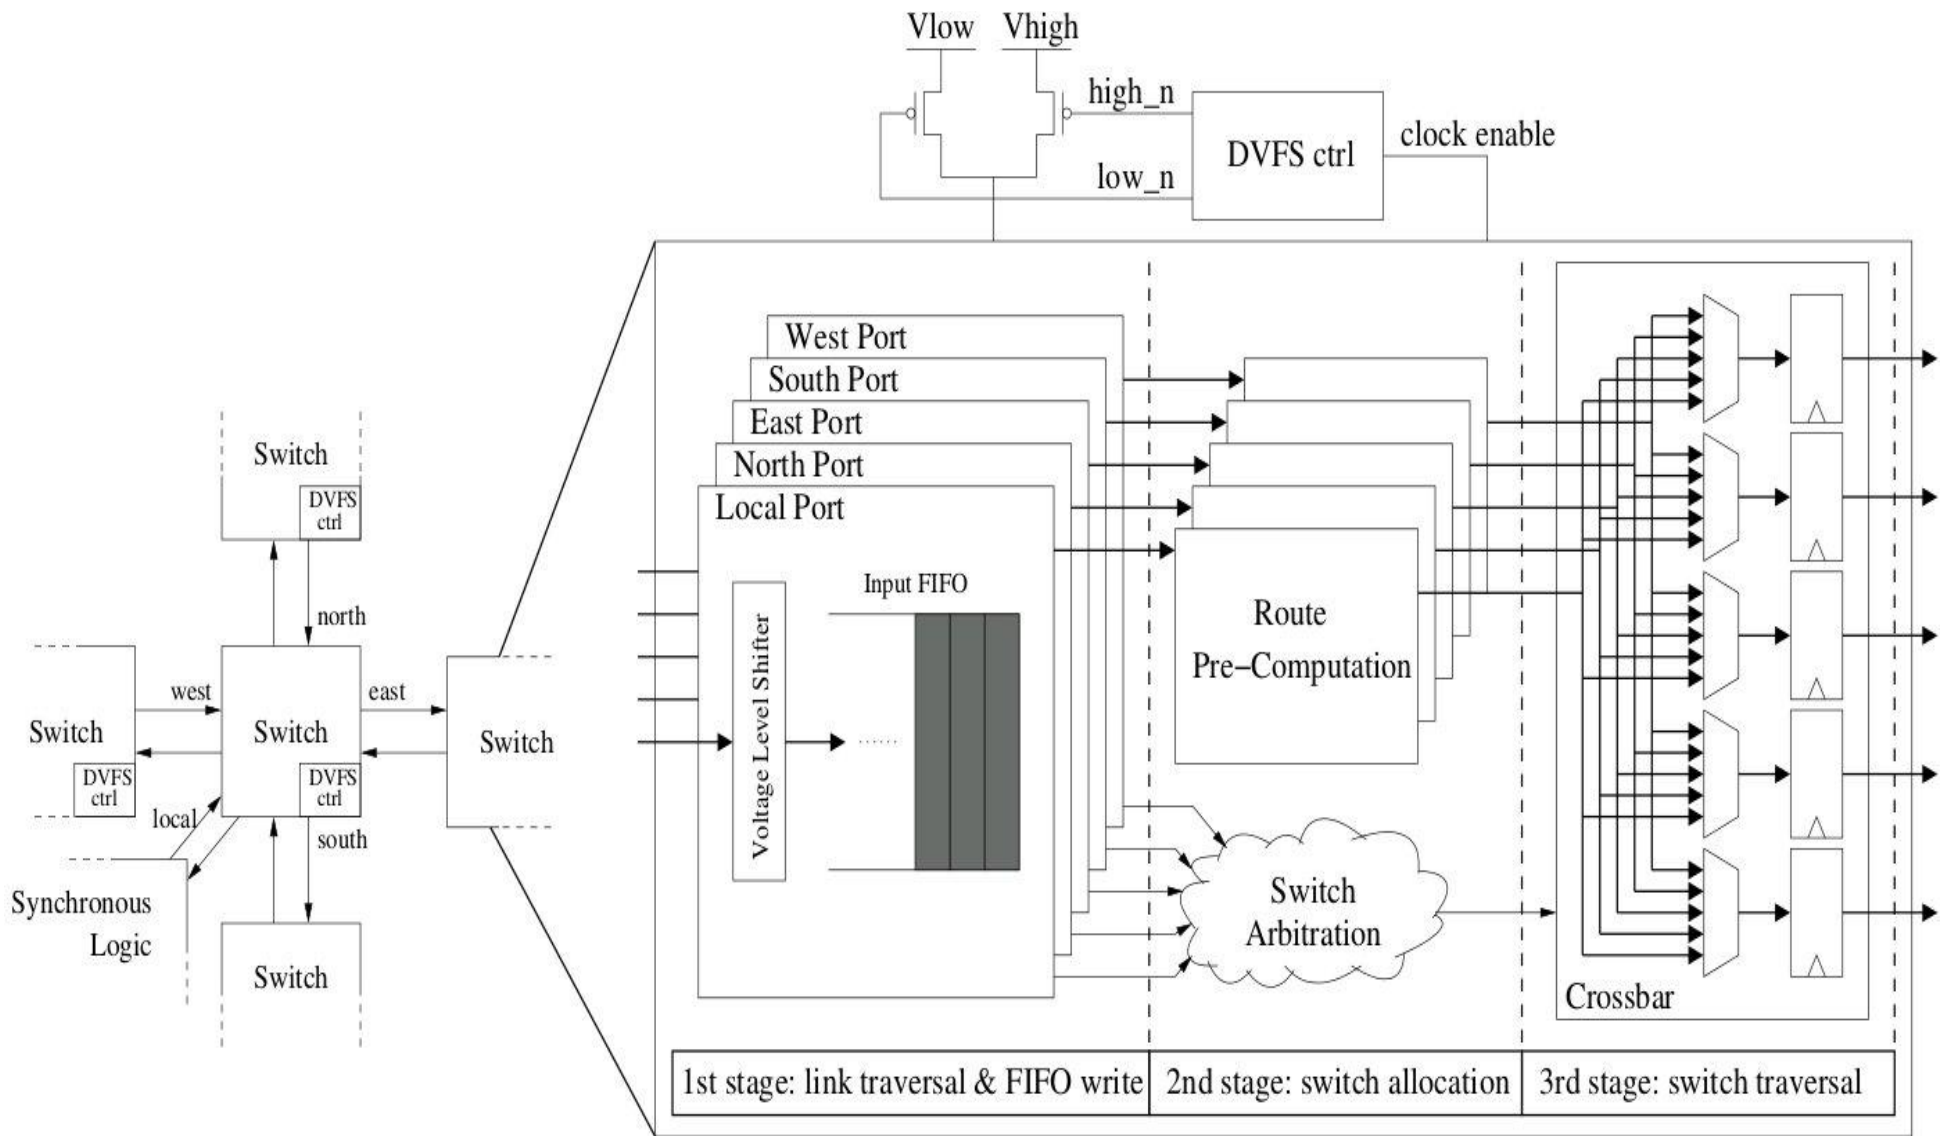 Vlow Vhigh
high_n
low_n
DVFS ctrl
clock enable
West Port
South Port
East Port
North Port
Local Port
Voltage Level Shifter
Input FIFO
Route
Pre–Computation
Switch
Arbitration
Crossbar
1st stage: link traversal & FIFO write
2nd stage: switch allocation
3rd stage: switch traversal
Switch
DVFS
ctrl
north
west
east
Switch
DVFS
ctrl
Switch
DVFS
ctrl
Switch
local
south
Synchronous
Logic
Switch